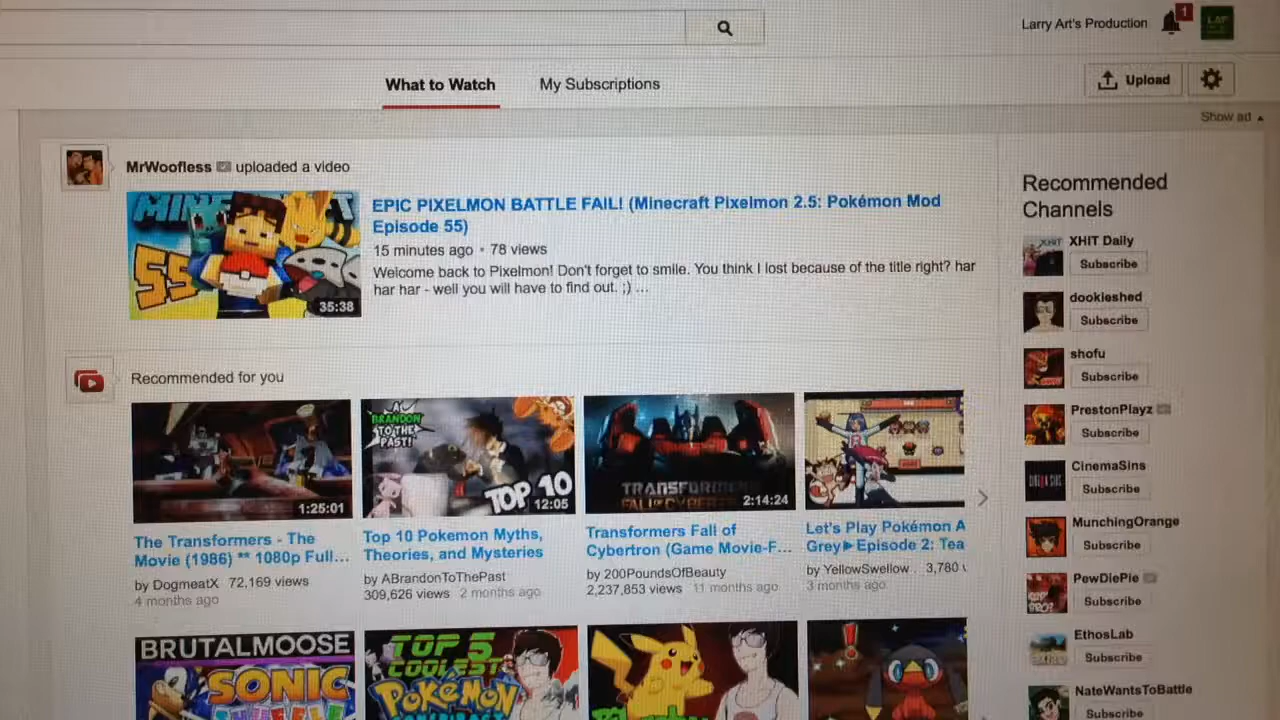 Larry Art's Production
1
What to Watch
My Subscriptions
Upload
Show ad
MrWoofless uploaded a video
EPIC PIXELMON BATTLE FAIL! (Minecraft Pixelmon 2.5: Pokémon Mod
Episode 55)
15 minutes ago • 78 views
Welcome back to Pixelmon! Don't forget to smile. You think I lost because of the title right? har
har har - well you will have to find out. ;) ...
55
35:38
Recommended for you
A
BRANDON
TO THE
PAST!
TOP 10
TRANSFORMERS
FALL OF CYBERTRON
1:25:01
12:05
2:14:24
The Transformers - The
Movie (1986) ** 1080p Full...
by DogmeatX 72,169 views
4 months ago
Top 10 Pokemon Myths,
Theories, and Mysteries
by ABrandonToThePast
309,626 views 2 months ago
Transformers Fall of
Cybertron (Game Movie-F...
by 200PoundsOfBeauty
2,237,853 views 11 months ago
Let's Play Pokémon A
Grey►Episode 2: Tea
by YellowSwellow . 3,780
3 months ago
BRUTALMOOSE
SONIC
TOP 5
COOLEST
POKéMON
Recommended
Channels
XHIT Daily
Subscribe
dookieshed
Subscribe
shofu
Subscribe
PrestonPlayz
Subscribe
CinemaSins
Subscribe
MunchingOrange
Subscribe
PewDiePie
Subscribe
EthosLab
Subscribe
NateWantsToBattle
Subscribe